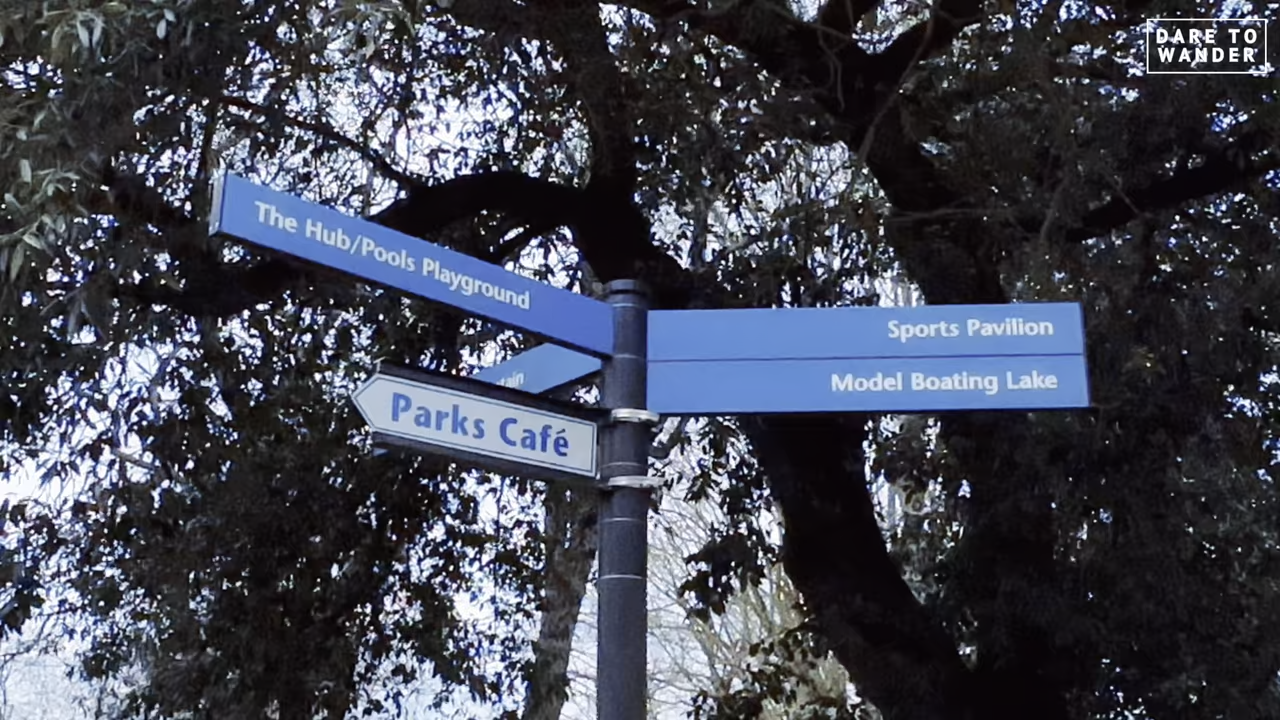 DARE TO
WANDER
The Hub/Pools Playground
Sports Pavilion
Model Boating Lake
Parks Café